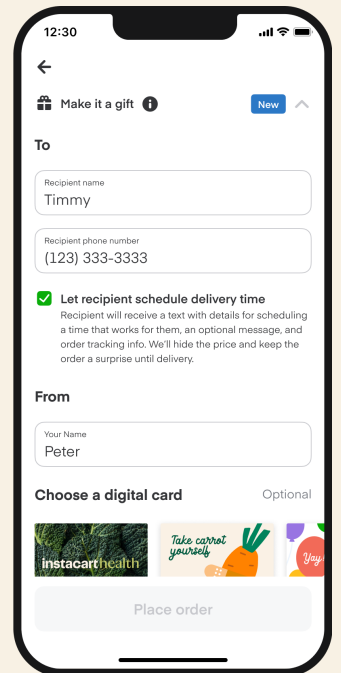 12:30
Make it a gift
New
To
Recipient name
Timmy
Recipient phone number
(123) 333-3333
Let recipient schedule delivery time
Recipient will receive a text with details for scheduling
a time that works for them, an optional message, and
order tracking info. We'll hide the price and keep the
order a surprise until delivery.
From
Your Name
Peter
Choose a digital card Optional
instacart health
Take carrot
yourself
Yay!
Place order